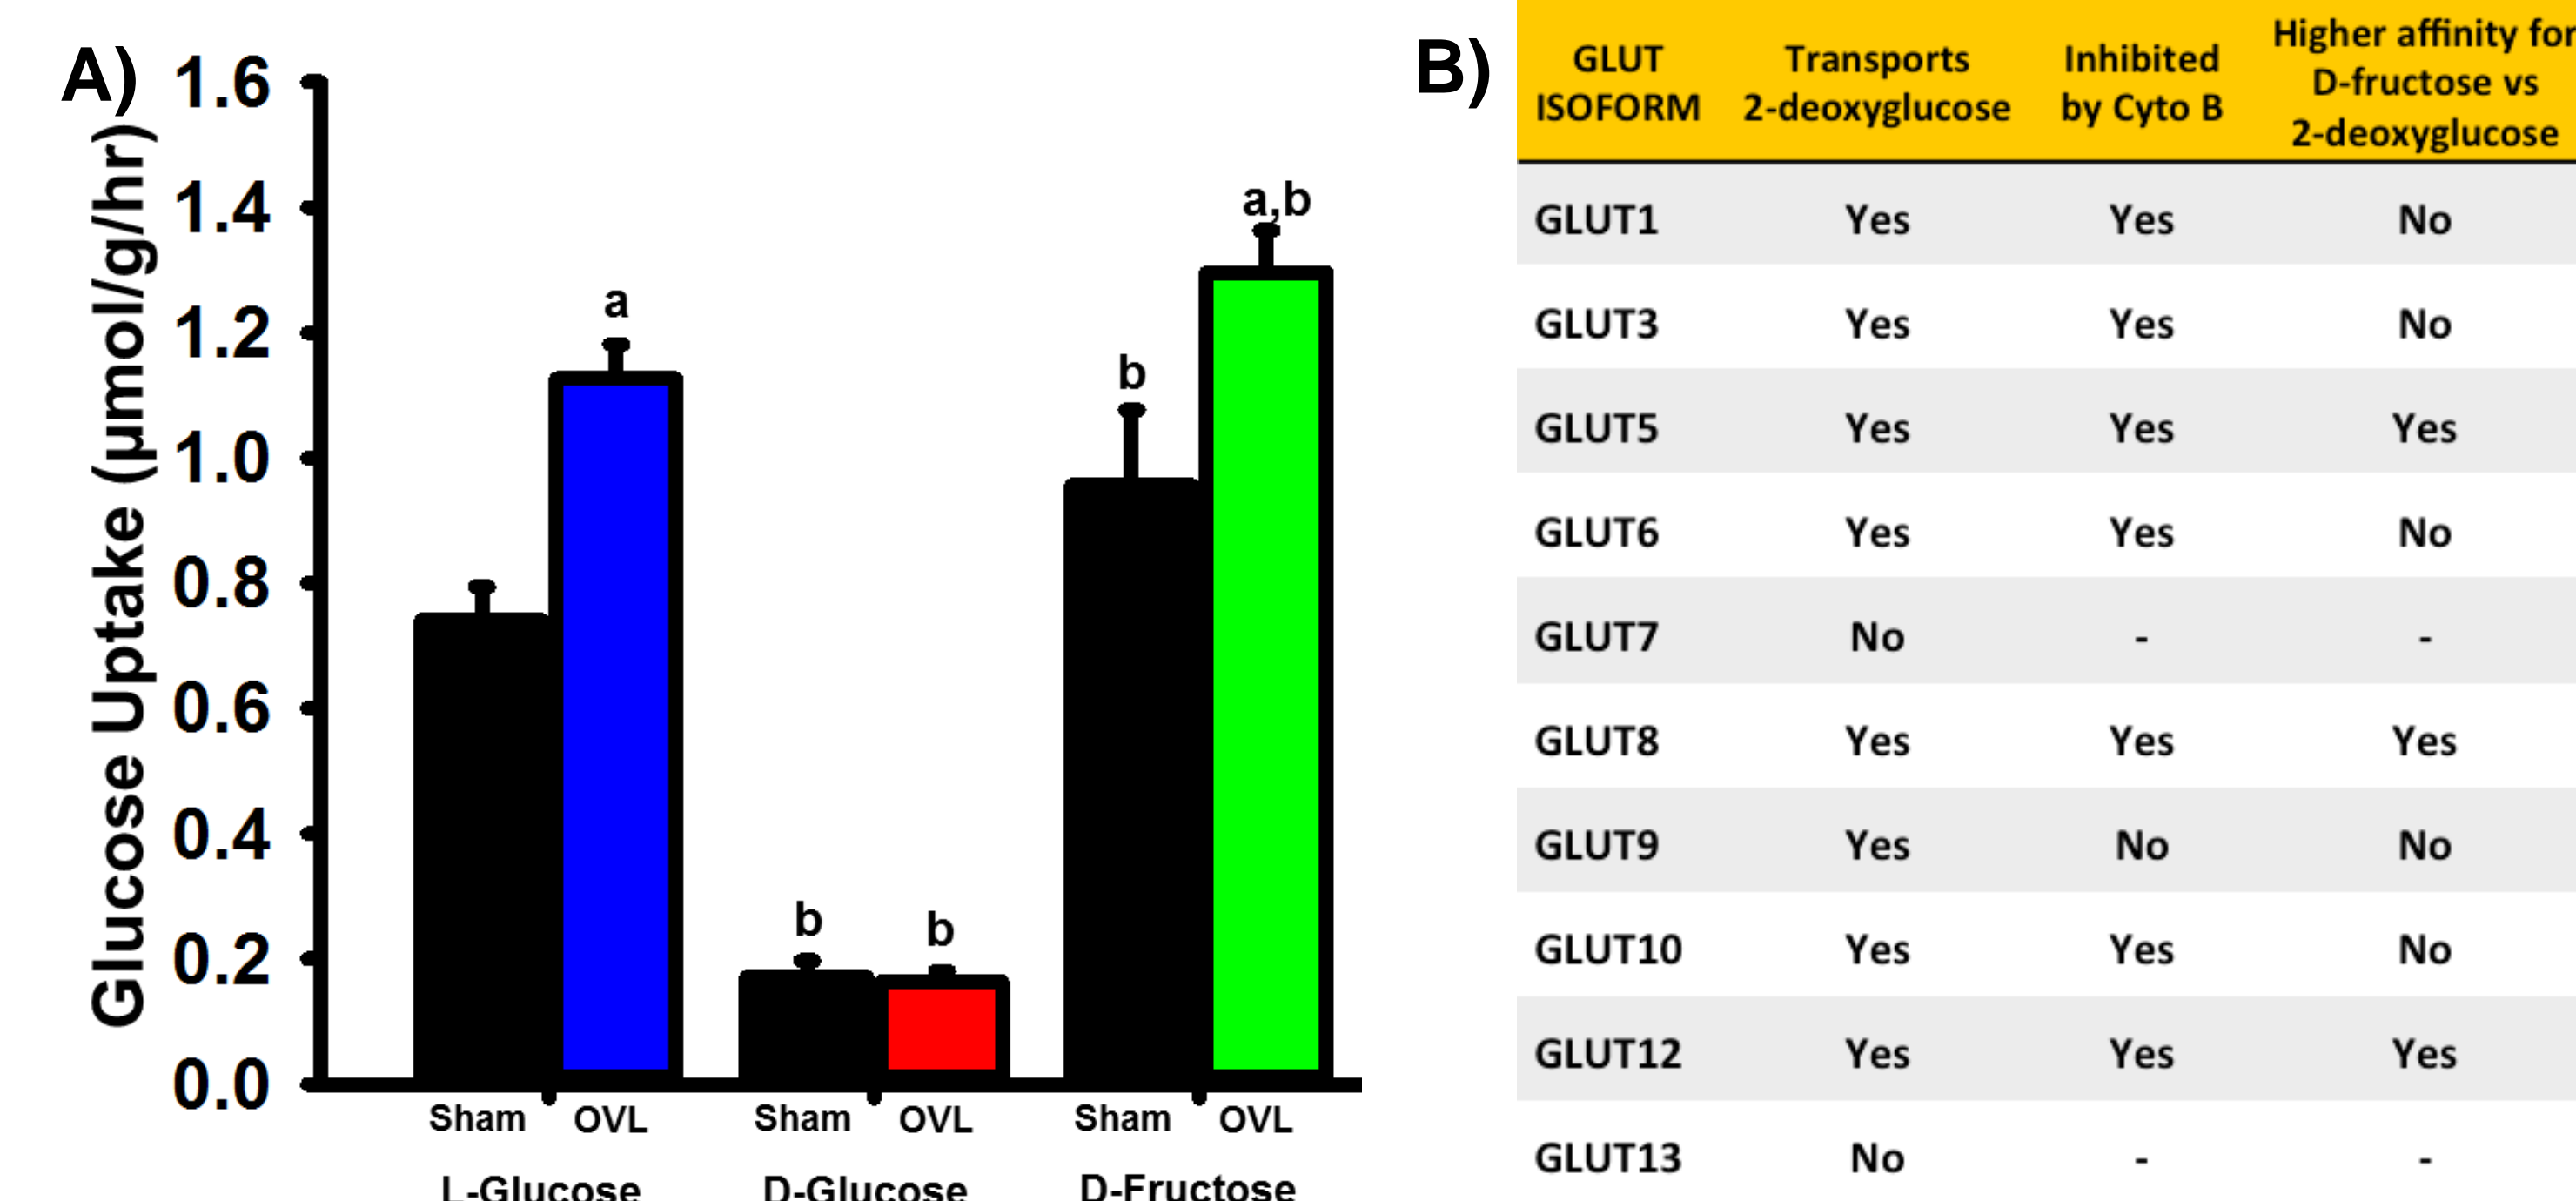 A)
Glucose Uptake (μmol/g/hr)
1.6
1.4
1.2
1.0
0.8
0.6
0.4
0.2
0.0
a
b
b
b
a,b
Sham OVL Sham OVL Sham OVL
L-Glucose D-Glucose D-Fructose
B)
GLUT ISOFORM
Transports 2-deoxyglucose
Inhibited by Cyto B
Higher affinity for D-fructose vs 2-deoxyglucose
GLUT1 Yes Yes No
GLUT3 Yes Yes No
GLUT5 Yes Yes Yes
GLUT6 Yes Yes No
GLUT7 No - -
GLUT8 Yes Yes Yes
GLUT9 Yes No No
GLUT10 Yes Yes No
GLUT12 Yes Yes Yes
GLUT13 No - -